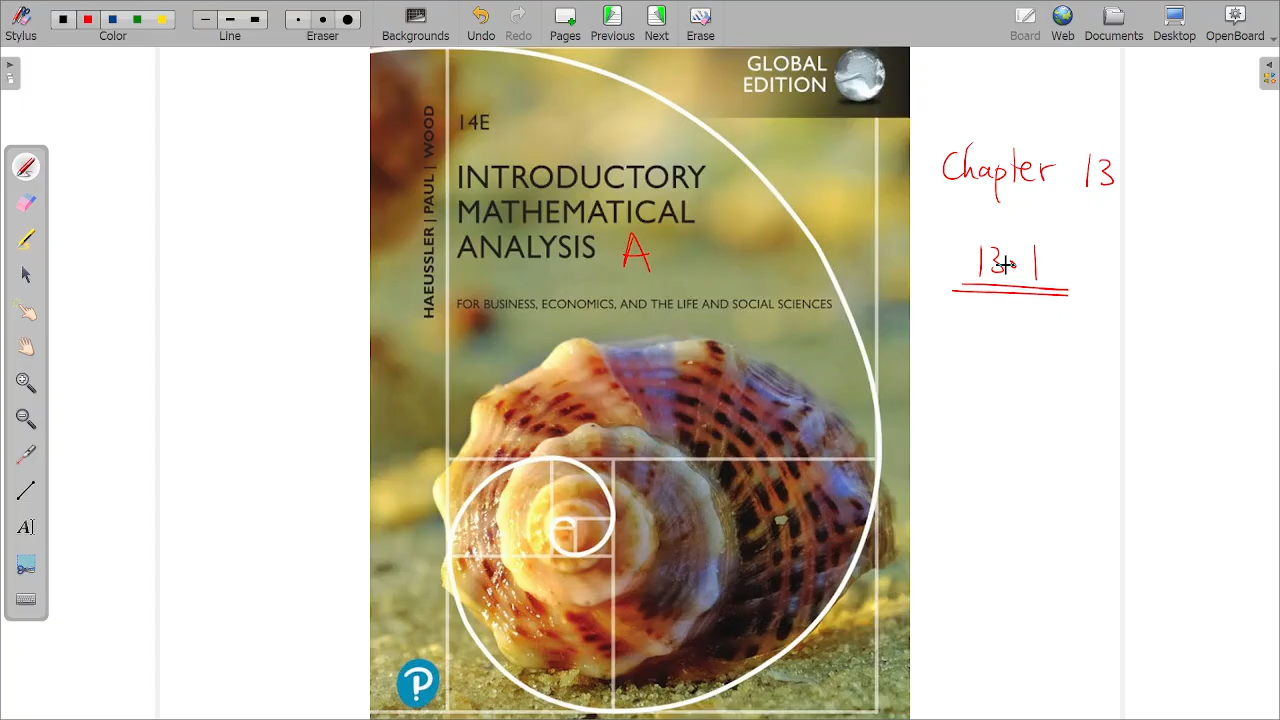 Stylus Color Line Eraser Backgrounds Undo Redo Pages Previous Next Erase Board Web Documents Desktop OpenBoard
GLOBAL
EDITION
14E
HAEUSSLER | PAUL | WOOD
INTRODUCTORY
MATHEMATICAL
ANALYSIS A
FOR BUSINESS, ECONOMICS, AND THE LIFE AND SOCIAL SCIENCES
Chapter 13
13.1
A
P